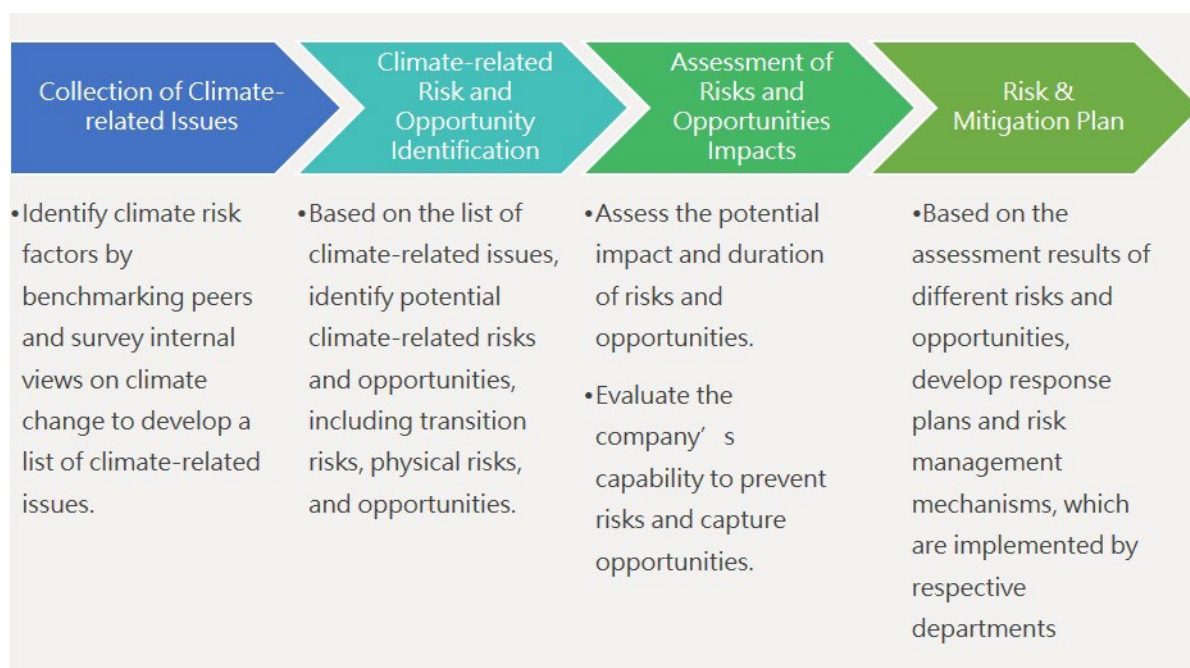 Collection of Climate-
related Issues
Climate-related
Risk and
Opportunity
Identification
Assessment of
Risks and
Opportunities
Impacts
Risk &
Mitigation Plan
•Identify climate risk
factors by
benchmarking peers
and survey internal
views on climate
change to develop a
list of climate-related
issues.
•Based on the list of
climate-related issues,
identify potential
climate-related risks
and opportunities,
including transition
risks, physical risks,
and opportunities.
•Assess the potential
impact and duration
of risks and
opportunities.
•Evaluate the
company’ s
capability to prevent
risks and capture
opportunities.
•Based on the
assessment results of
different risks and
opportunities,
develop response
plans and risk
management
mechanisms, which
are implemented by
respective
departments